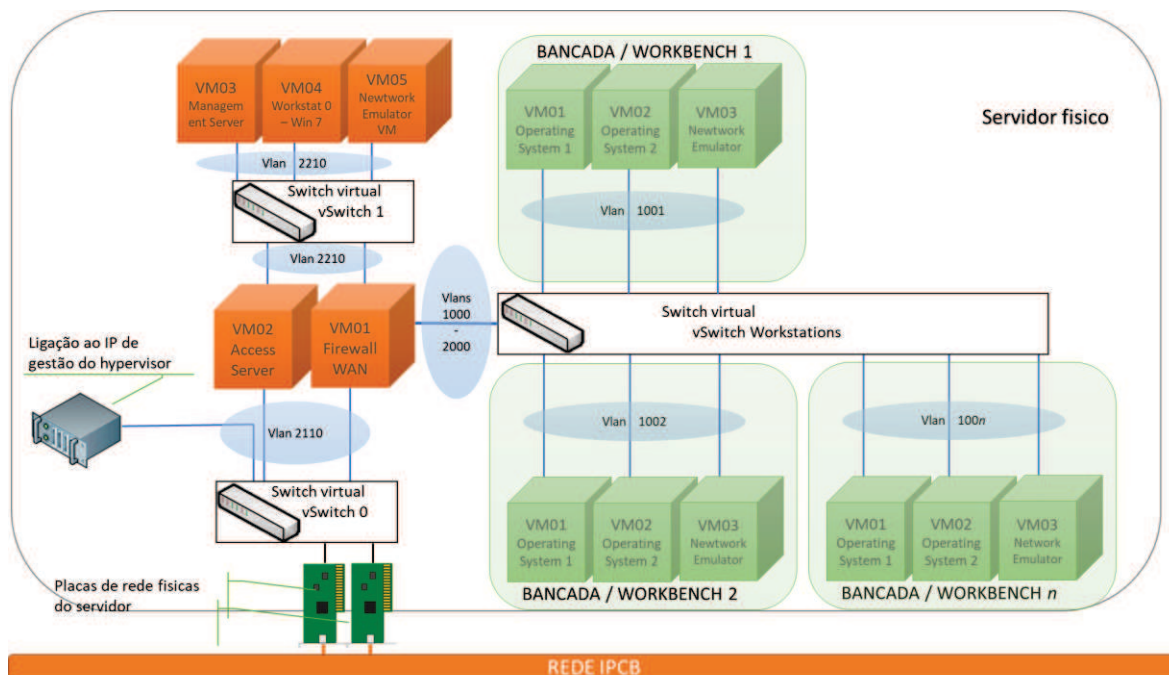 BANCADA / WORKBENCH 1
Servidor fisico
VM03
Managem
ent Server
VM04
Workstat 0
– Win 7
VM05
Newtwork
Emulator
VM
Vlan 2210
Switch virtual
vSwitch 1
Vlan 2210
VM01
Operating
System 1
VM02
Operating
System 2
VM03
Newtwork
Emulator
Vlan 1001
Vlans
1000
-
2000
Switch virtual
vSwitch Workstations
VM02
Access
Server
VM01
Firewall
WAN
Ligação ao IP de
gestão do hypervisor
Vlan 2110
Switch virtual
vSwitch 0
Placas de rede fisicas
do servidor
Vlan 1002
VM01
Operating
System 1
VM02
Operating
System 2
VM03
Newtwork
Emulator
BANCADA / WORKBENCH 2
Vlan 100n
VM01
Operating
System 1
VM02
Operating
System 2
VM03
Network
Emulator
BANCADA / WORKBENCH n
REDE IPCB